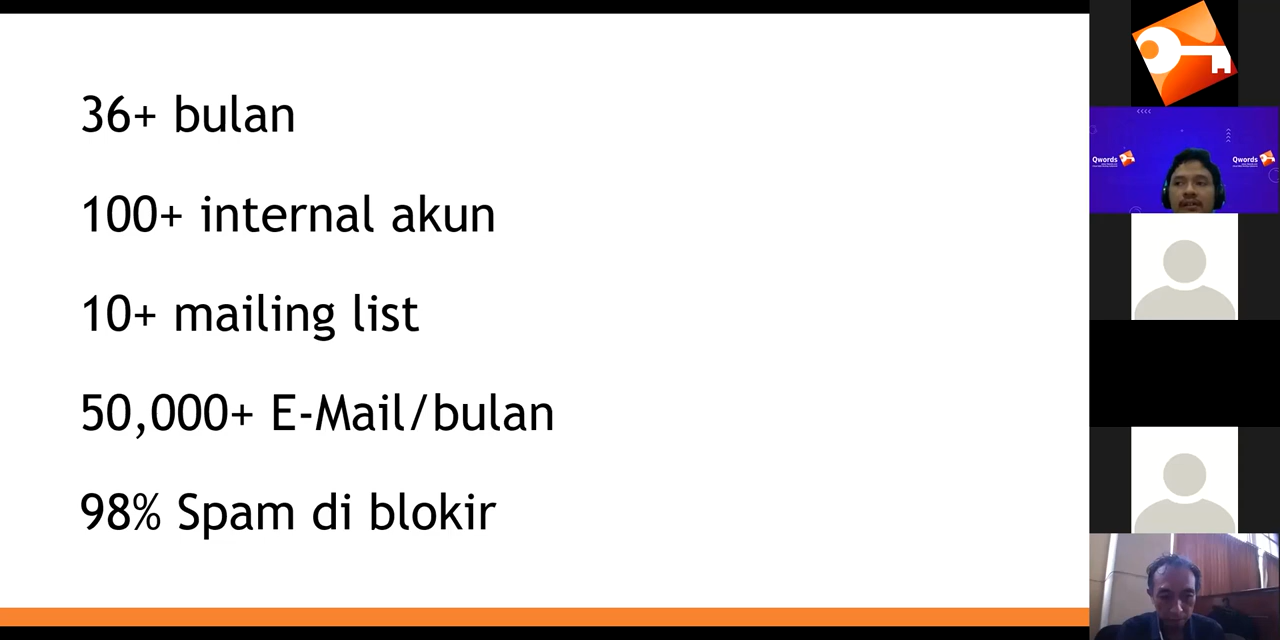 36+ bulan
100+ internal akun
10+ mailing list
50,000+ E-Mail/bulan
98% Spam di blokir
Qwords
Qwords